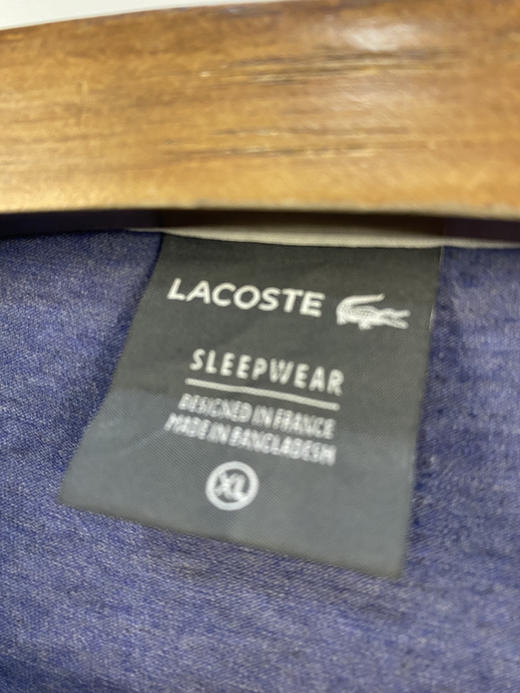 LACOSTE
SLEEPWEAR
DESIGNED IN FRANCE
MADE IN BANGLADESH
XL